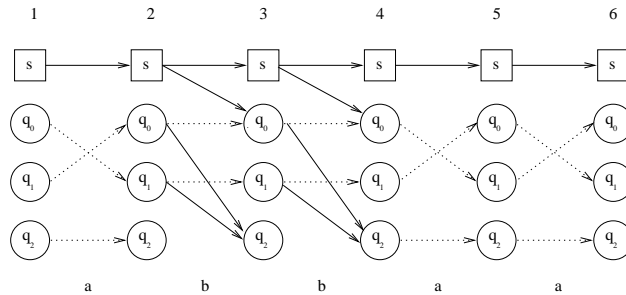 1 2 3 4 5 6
s s s s s s
q₀ q₀ q₀ q₀ q₀ q₀
q₁ q₁ q₁ q₁ q₁ q₁
q₂ q₂ q₂ q₂ q₂ q₂
a b b a a